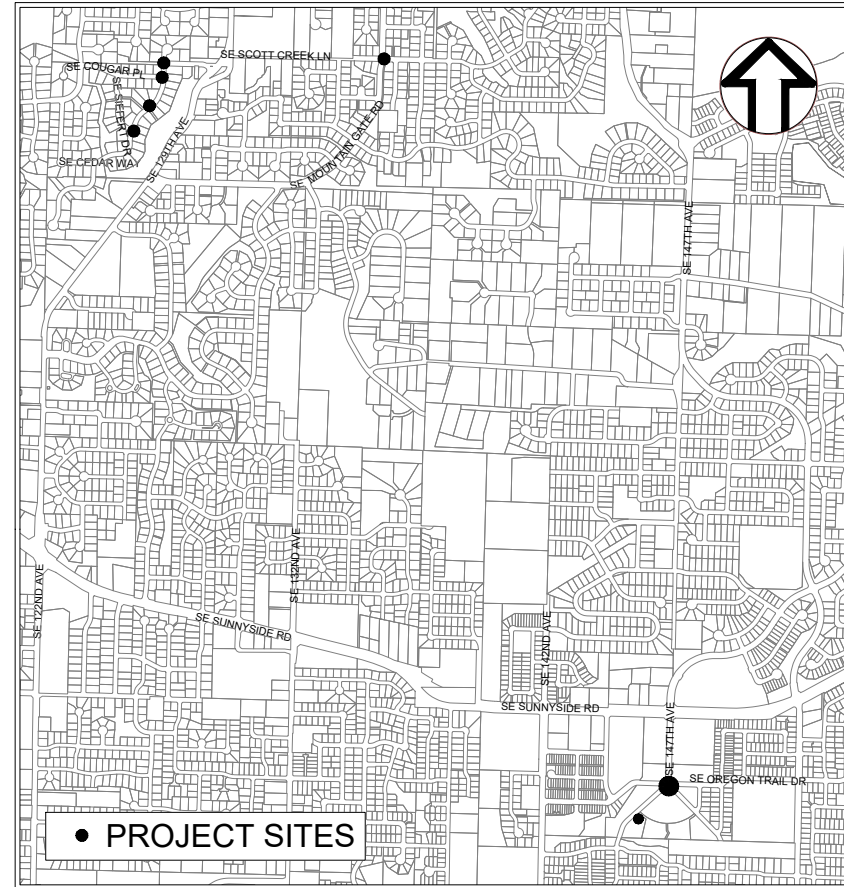 SE SCOTT CREEK LN
SE COUGAR PL
SE SIEFERT DR
SE 129TH AVE
SE CEDAR WAY
SE MOUNTAIN GATE RD
SE 147TH AVE
SE 132ND AVE
SE 122ND AVE
SE SUNNYSIDE RD
SE 142ND AVE
SE SUNNYSIDE RD
SE 147TH AVE
SE OREGON TRAIL DR
PROJECT SITES